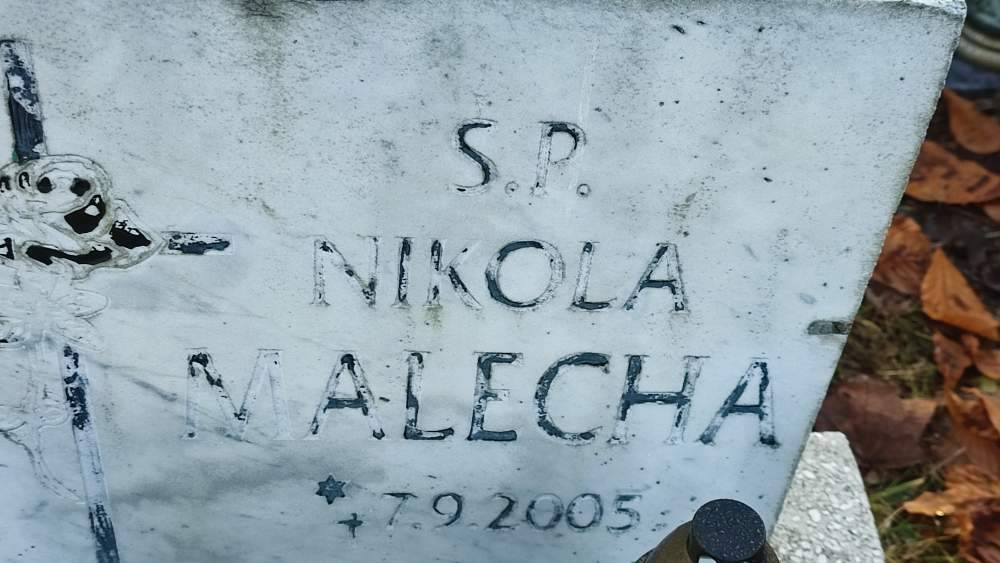 S.P.
NIKOLA
MALECHA
* † 7.9.2005